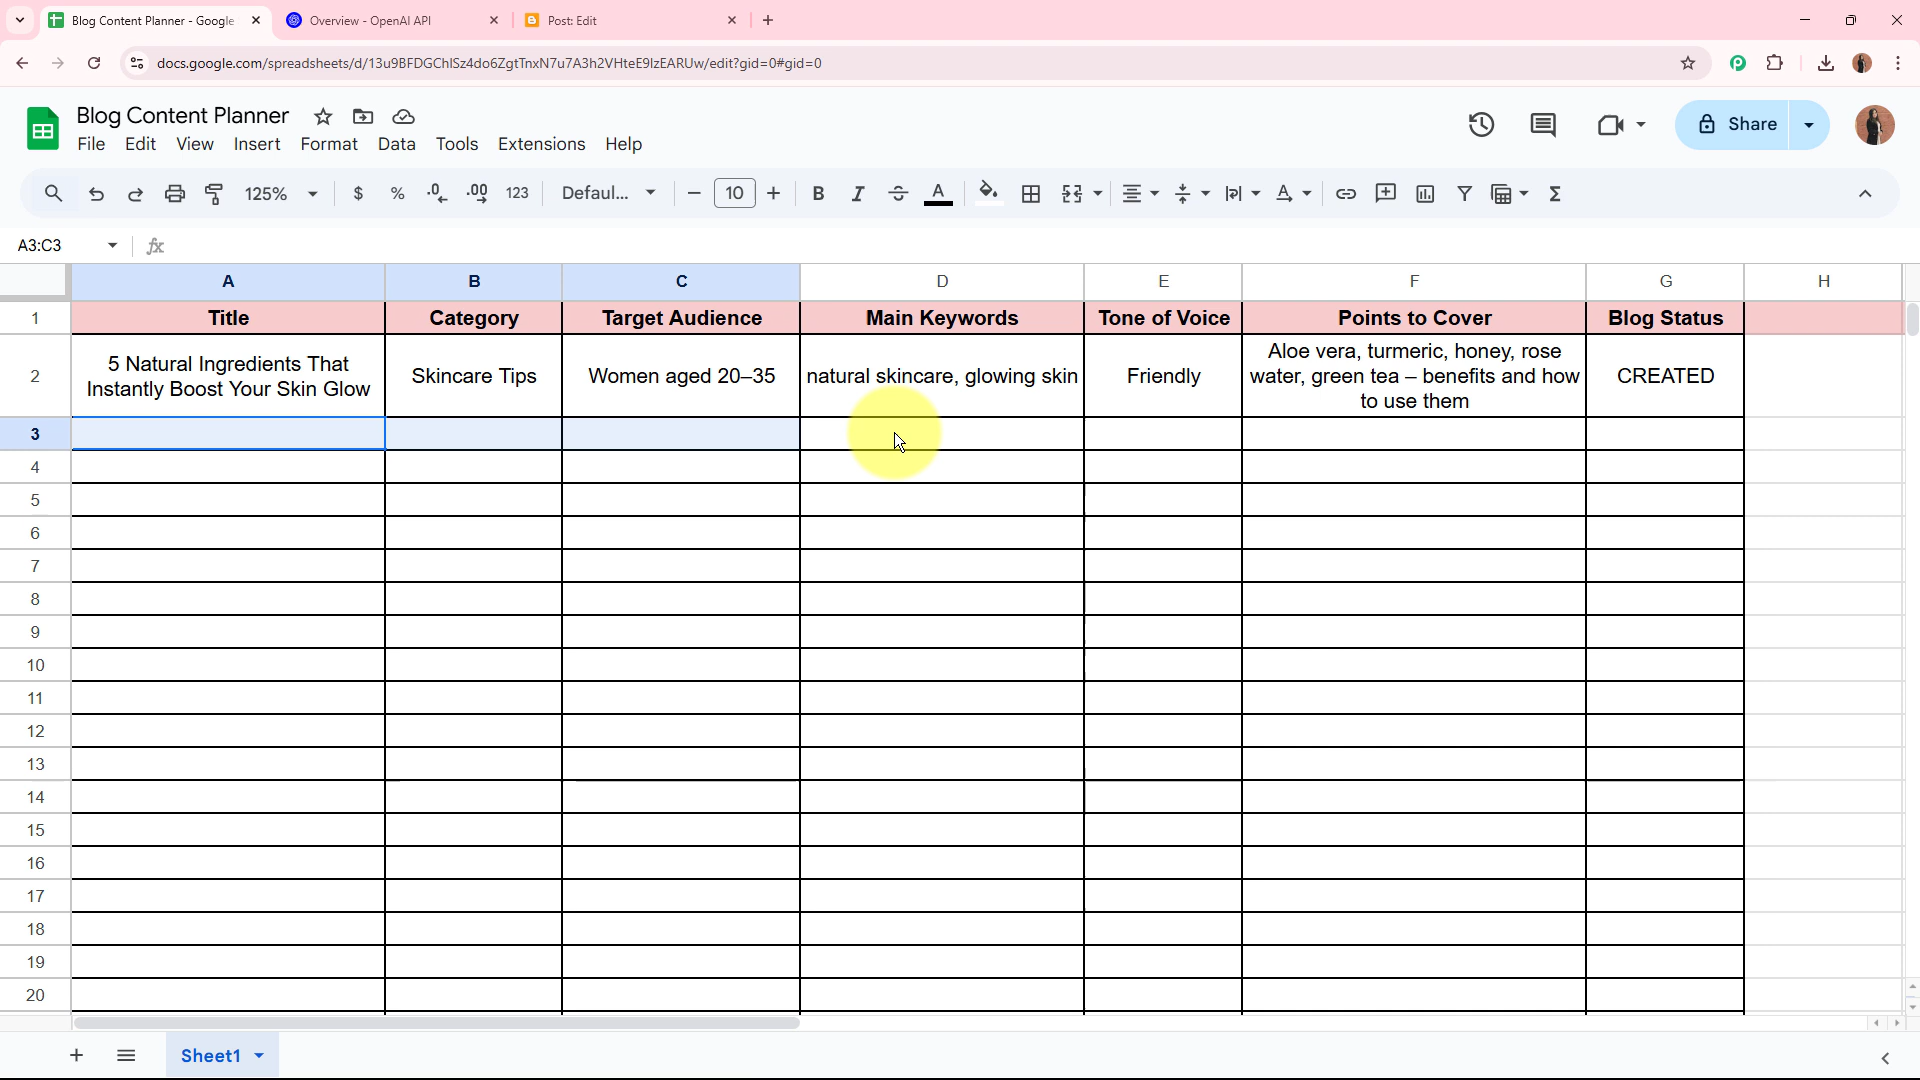 Blog Content Planner - Google
Overview - OpenAI API
Post: Edit
docs.google.com/spreadsheets/d/13u9BFDGChISz4do6ZgtTnxN7u7A3h2VHteE9IzEARUw/edit?gid=0#gid=0
Blog Content Planner
File Edit View Insert Format Data Tools Extensions Help
Share
125% $ % .0 .00 123 Defaul... 10 B I S A
A3:C3 fx
A B C D E F G H
1 Title Category Target Audience Main Keywords Tone of Voice Points to Cover Blog Status
2 5 Natural Ingredients That
Instantly Boost Your Skin Glow
Skincare Tips
Women aged 20–35
natural skincare, glowing skin
Friendly
Aloe vera, turmeric, honey, rose
water, green tea – benefits and how
to use them
CREATED
3
4
5
6
7
8
9
10
11
12
13
14
15
16
17
18
19
20
Sheet1